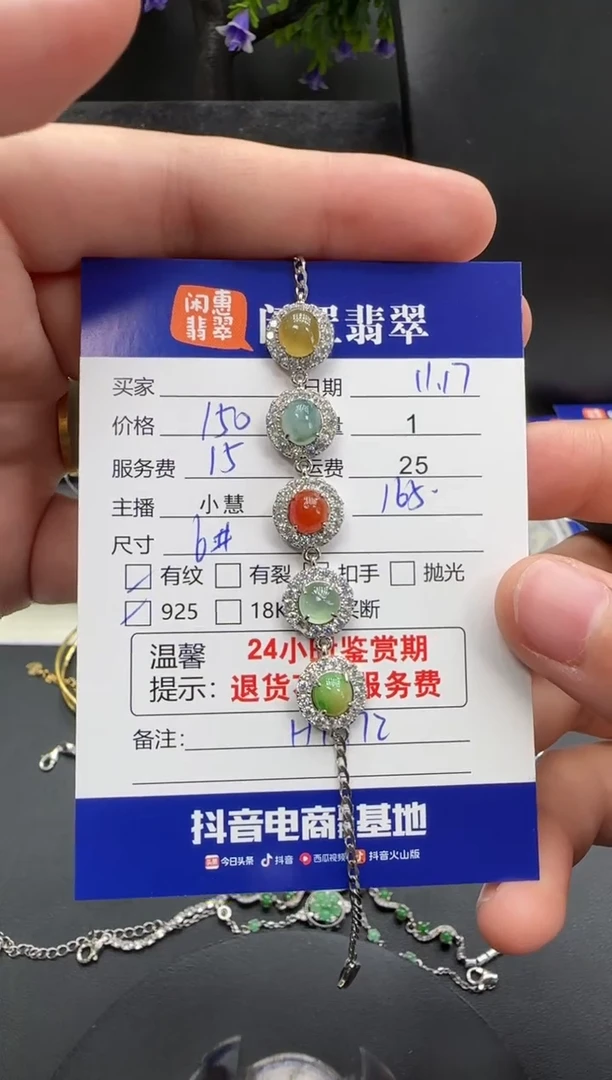 闲惠
翡翠
翡翠
买家 日期 11.17
价格 150 1
服务费 15 运费 25
主播 小慧 165
尺寸 6#
有纹 有裂 扣手 抛光
925 18K 断
温馨 24小时鉴赏期
提示: 退货 服务费
备注:
抖音电商 基地
今日头条 抖音 西瓜视频 抖音火山版